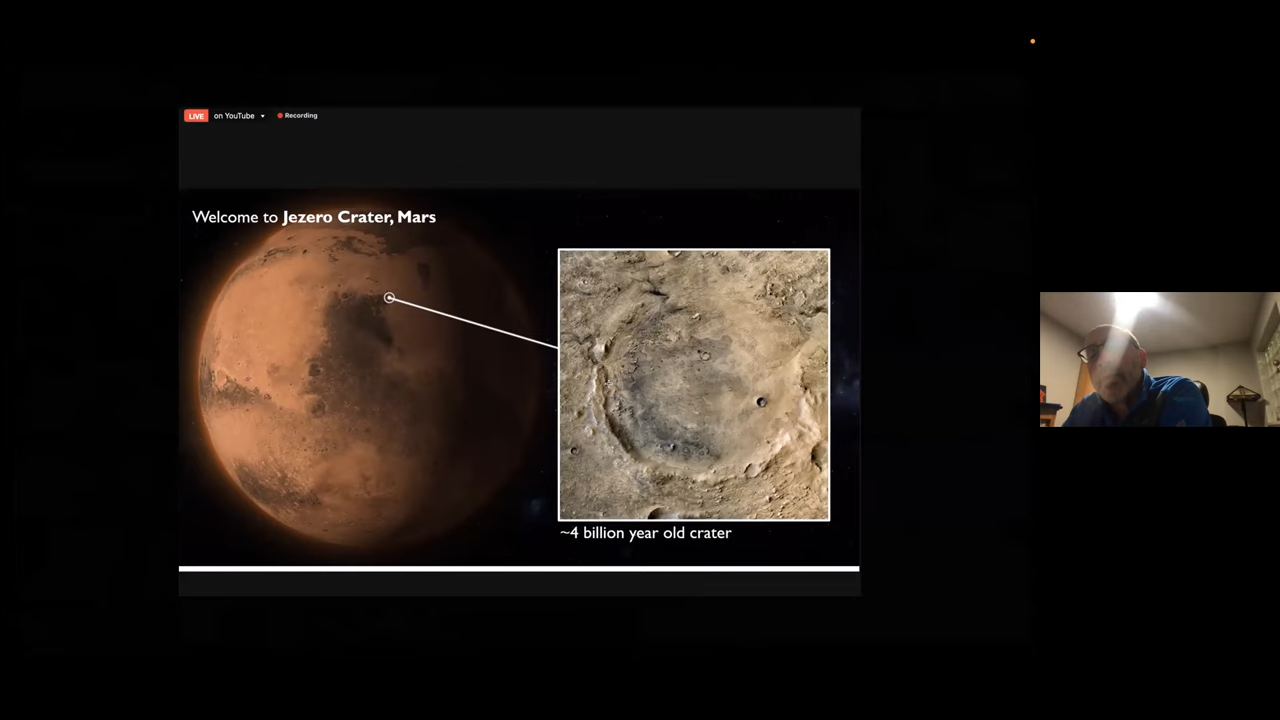 LIVE on YouTube Recording
Welcome to Jezero Crater, Mars
~4 billion year old crater